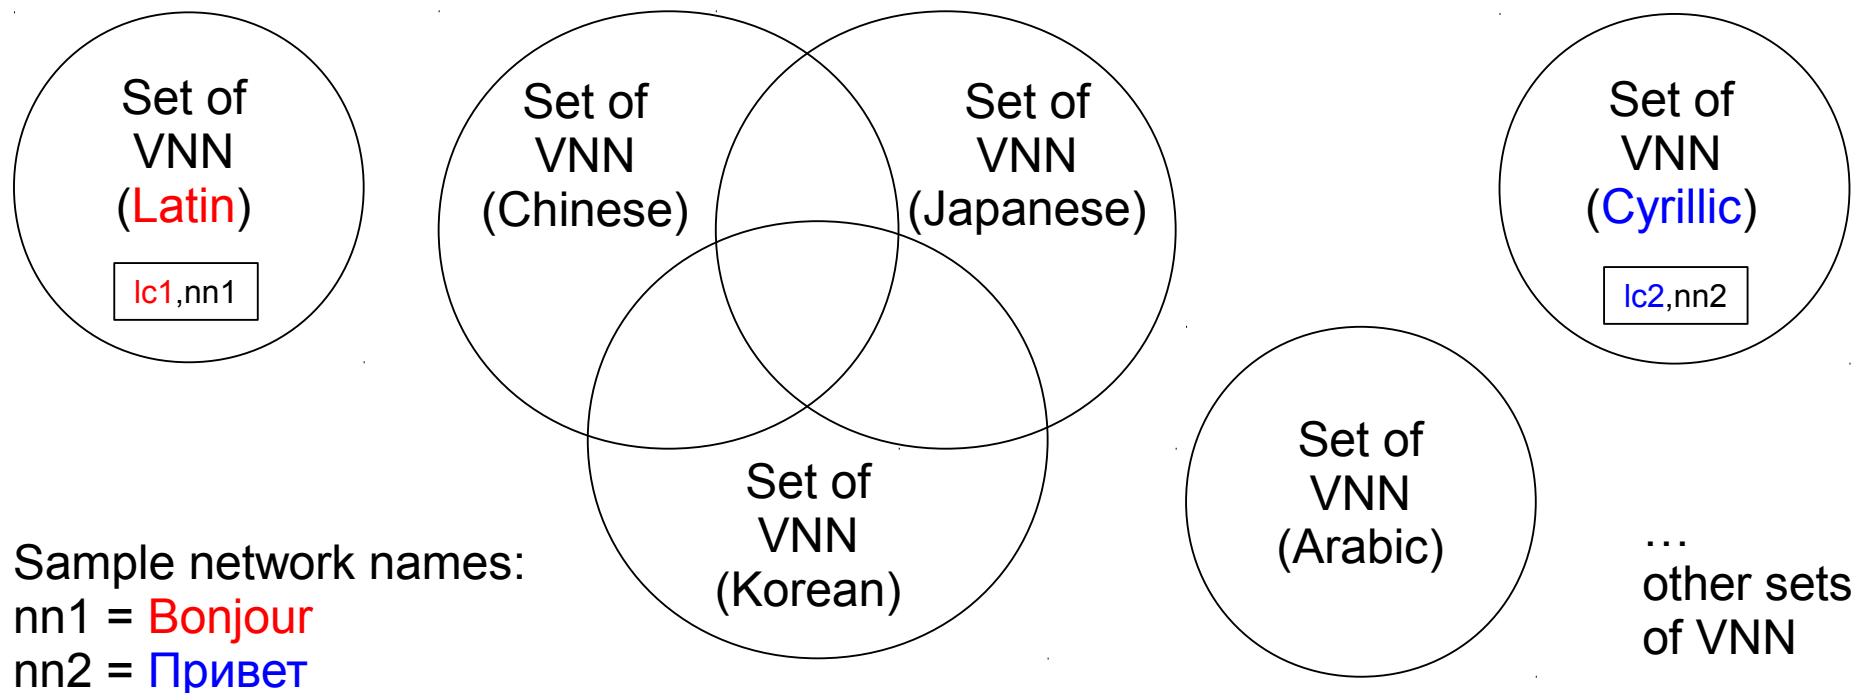 Set of
VNN
(Latin)
lc1,nn1
Set of
VNN
(Chinese)
Set of
VNN
(Japanese)
Set of
VNN
(Korean)
Set of
VNN
(Arabic)
Set of
VNN
(Cyrillic)
lc2,nn2
…
other sets
of VNN
Sample network names:
nn1 = Bonjour
nn2 = Привет